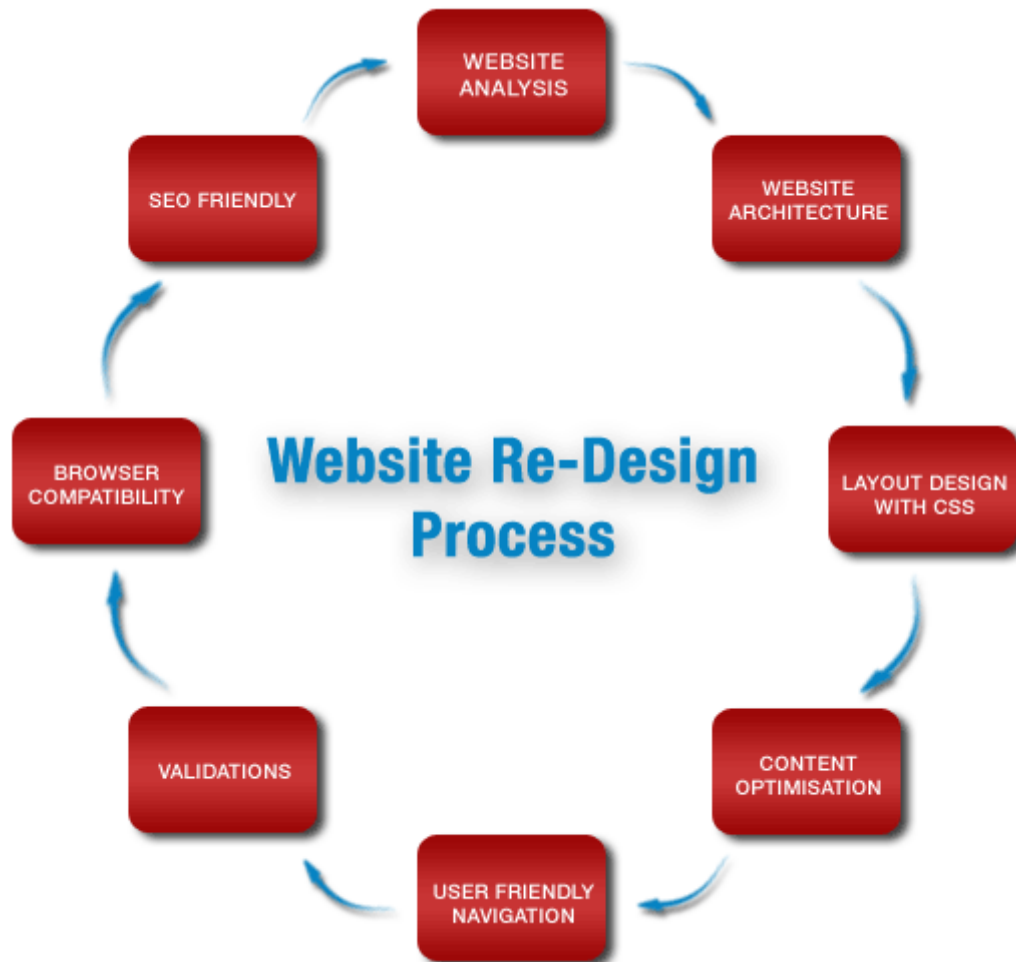 WEBSITE
ANALYSIS
WEBSITE
ARCHITECTURE
LAYOUT DESIGN
WITH CSS
CONTENT
OPTIMISATION
USER FRIENDLY
NAVIGATION
VALIDATIONS
BROWSER
COMPATIBILITY
SEO FRIENDLY
Website Re-Design
Process